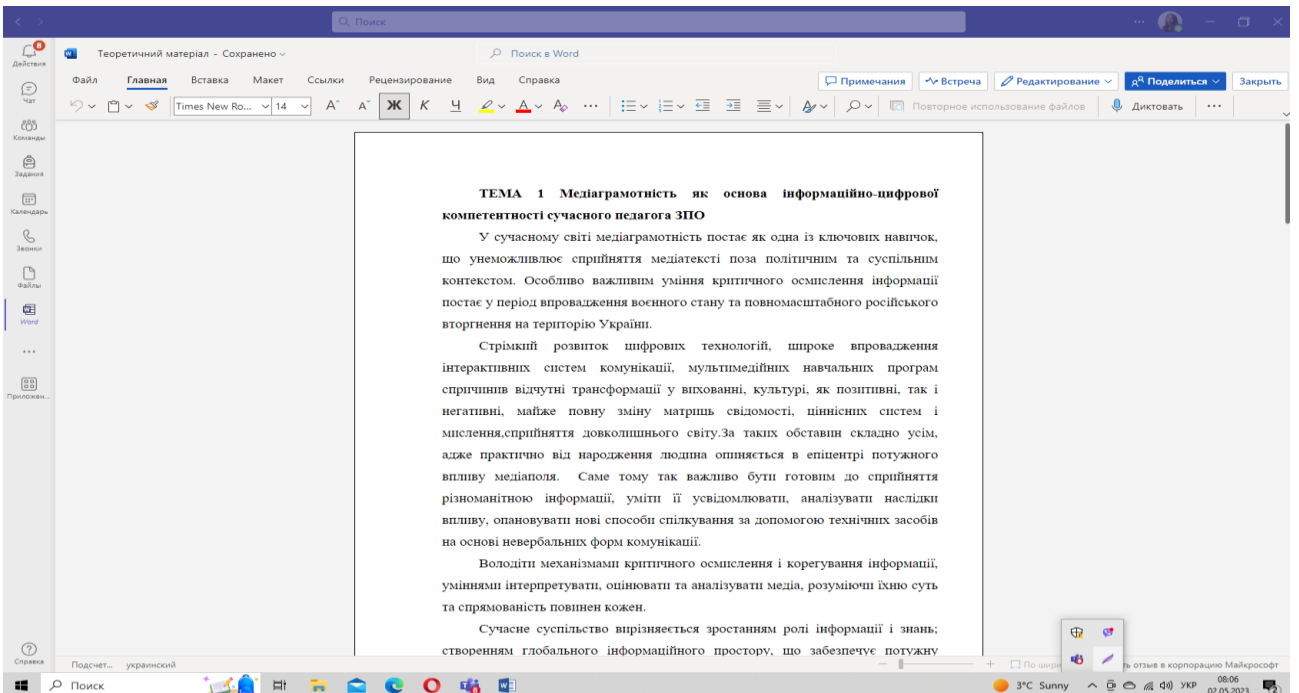 Поиск
8
Действия
Чат
Команды
Задания
Календарь
Звонки
Файлы
Word
Приложен...
Справка
Теоретичний матеріал - Сохранено
Поиск в Word
Файл Главная Вставка Макет Ссылки Рецензирование Вид Справка
Примечания Встреча Редактирование Поделиться Закрыть
Times New Ro... 14 А А Ж К Ч А А Повторное использование файлов Диктовать
ТЕМА 1 Медіаграмотність як основа інформаційно-цифрової
компетентності сучасного педагога ЗПО
У сучасному світі медіаграмотність постає як одна із ключових навичок,
що унеможливлює сприйняття медіатексті поза політичним та суспільним
контекстом. Особливо важливим уміння критичного осмислення інформації
постає у період впровадження воєнного стану та повномасштабного російського
вторгнення на територію України.
Стрімкий розвиток цифрових технологій, широке впровадження
інтерактивних систем комунікації, мультимедійних навчальних програм
спричинив відчутні трансформації у вихованні, культурі, як позитивні, так і
негативні, майже повну зміну матриць свідомості, ціннісних систем і
мислення,сприйняття довколишнього світу.За таких обставин складно усім,
адже практично від народження людина опиняється в епіцентрі потужного
впливу медіаполя. Саме тому так важливо бути готовим до сприйняття
різноманітною інформації, уміти її усвідомлювати, аналізувати наслідки
впливу, опановувати нові способи спілкування за допомогою технічних засобів
на основі невербальних форм комунікації.
Володіти механізмами критичного осмислення і корегування інформації,
уміннями інтерпретувати, оцінювати та аналізувати медіа, розуміючи їхню суть
та спрямованість повинен кожен.
Сучасне суспільство вирізняеється зростанням ролі інформації і знань;
створенням глобального інформаційного простору, що забезпечує потужну
Подсчет... украинский
По шири ть отзыв в корпорацию Майкрософт
Поиск
3°C Sunny УКР 08:06
02.05.2023 2